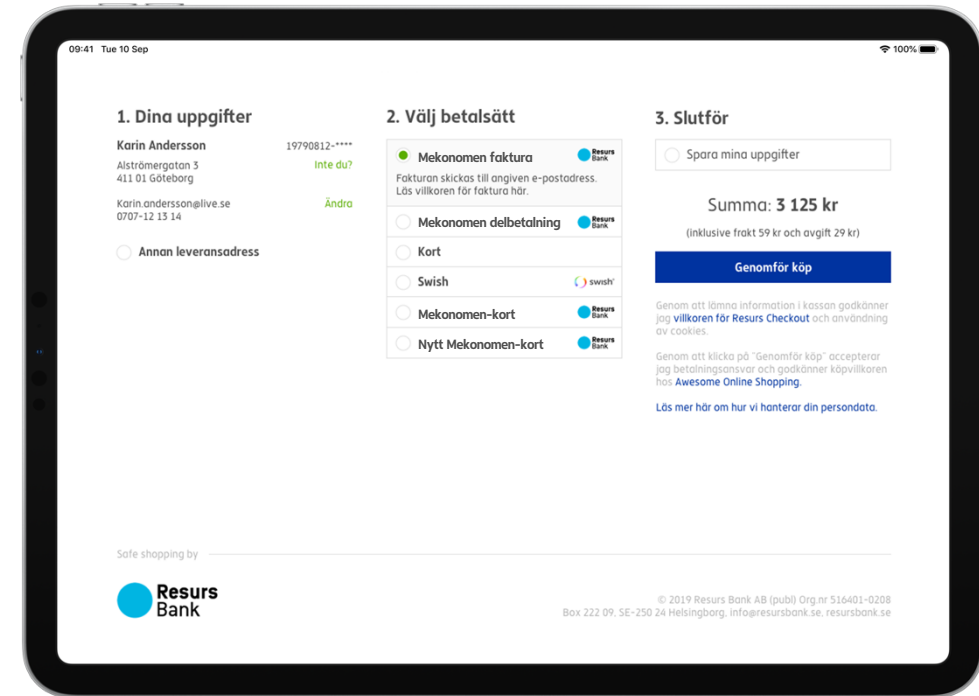 09:41 Tue 10 Sep
100%
1. Dina uppgifter
Karin Andersson
19790812-****
Alströmergatan 3
Inte du?
411 01 Göteborg
Karin.andersson@live.se
Ändra
0707-12 13 14
Annan leveransadress
2. Välj betalsätt
Mekonomen faktura
Resurs
Bank
Fakturan skickas till angiven e-postadress.
Läs villkoren för faktura här.
Mekonomen delbetalning
Resurs
Bank
Kort
Swish
swish
Mekonomen-kort
Resurs
Bank
Nytt Mekonomen-kort
Resurs
Bank
3. Slutför
Spara mina uppgifter
Summa: 3 125 kr
(inklusive frakt 59 kr och avgift 29 kr)
Genomför köp
Genom att lämna information i kassan godkänner
jag villkoren för Resurs Checkout och användning
av cookies.
Genom att klicka på "Genomför köp" accepterar
jag betalningsansvar och godkänner köpvillkoren
hos Awesome Online Shopping.
Läs mer här om hur vi hanterar din persondata.
Safe shopping by
Resurs
Bank
© 2019 Resurs Bank AB (publ) Org.nr 516401-0208
Box 222 09, SE-250 24 Helsingborg, info@resursbank.se, resursbank.se